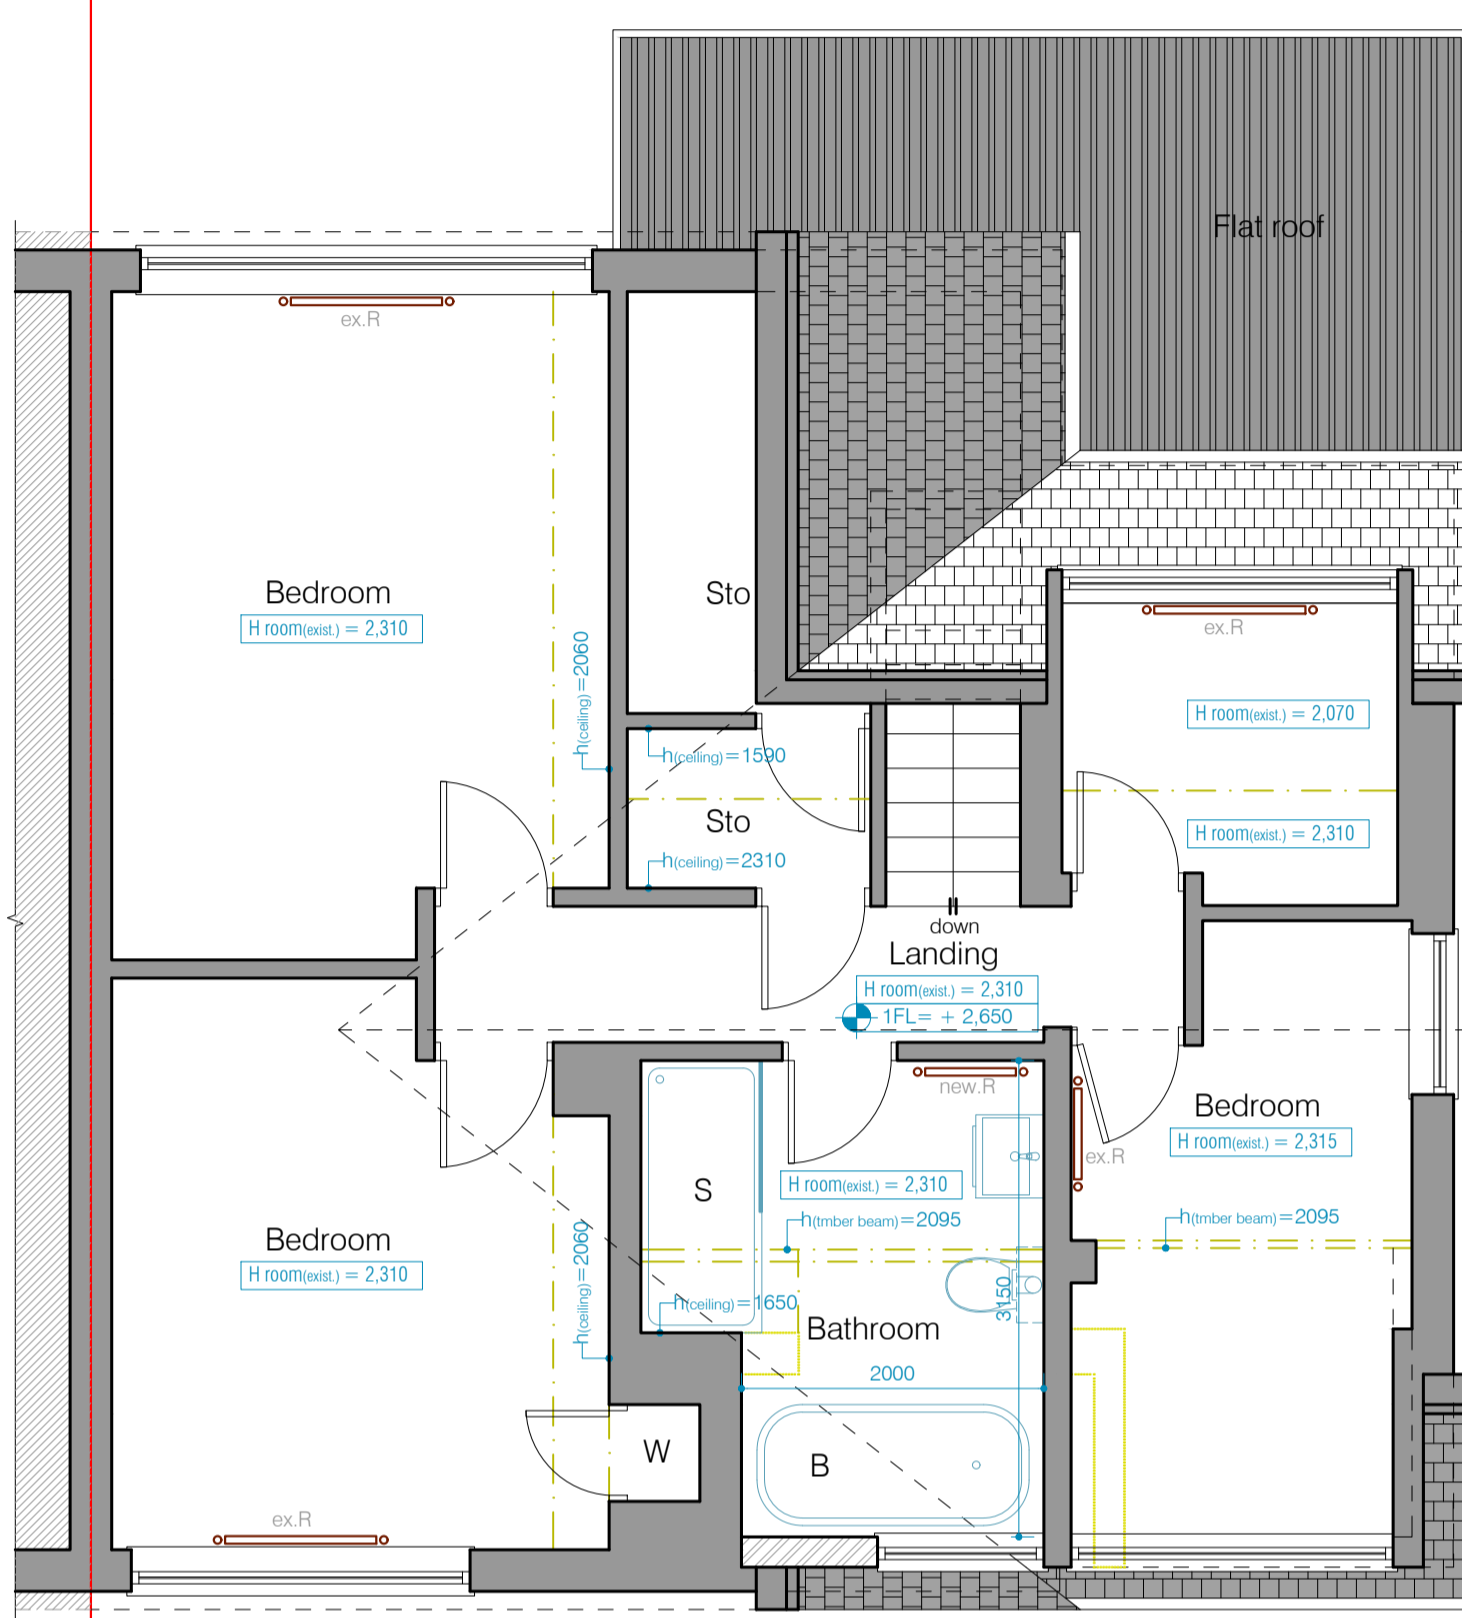 Flat roof
ex.R
Bedroom
H room(exist.) = 2,310
h(ceiling)=2060
Sto
ex.R
H room(exist.) = 2,070
h(ceiling)=1590
Sto
h(ceiling)=2310
H room(exist.) = 2,310
down
Landing
H room(exist.) = 2,310
1FL= + 2,650
new.R
Bedroom
H room(exist.) = 2,315
ex.R
S
H room(exist.) = 2,310
h(tmber beam)=2095
h(tmber beam)=2095
Bedroom
H room(exist.) = 2,310
h(ceiling)=2060
h(ceiling)=1650
3150
Bathroom
2000
W
B
ex.R